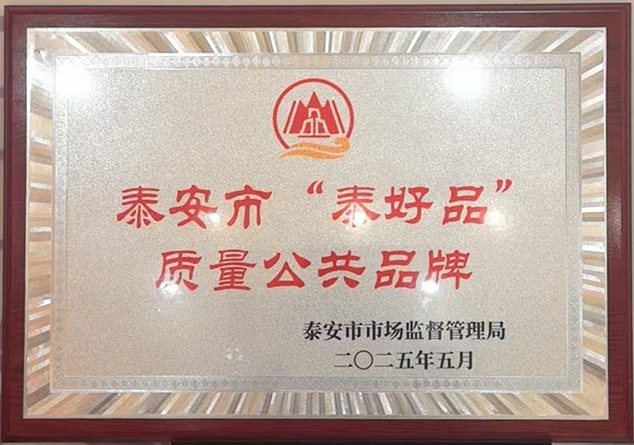 泰安市“泰好品”
质量公共品牌
泰安市市场监督管理局
二〇二五年五月